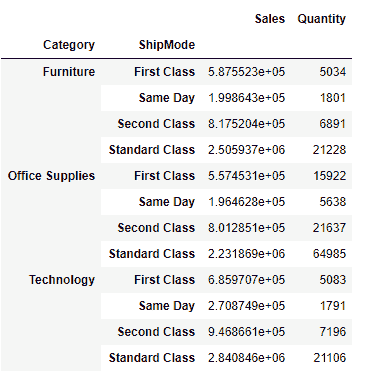 Sales Quantity
Category ShipMode
Furniture First Class 5.875523e+05 5034
Same Day 1.998643e+05 1801
Second Class 8.175204e+05 6891
Standard Class 2.505937e+06 21228
Office Supplies First Class 5.574531e+05 15922
Same Day 1.964628e+05 5638
Second Class 8.012851e+05 21637
Standard Class 2.231869e+06 64985
Technology First Class 6.859707e+05 5083
Same Day 2.708749e+05 1791
Second Class 9.468661e+05 7196
Standard Class 2.840846e+06 21106